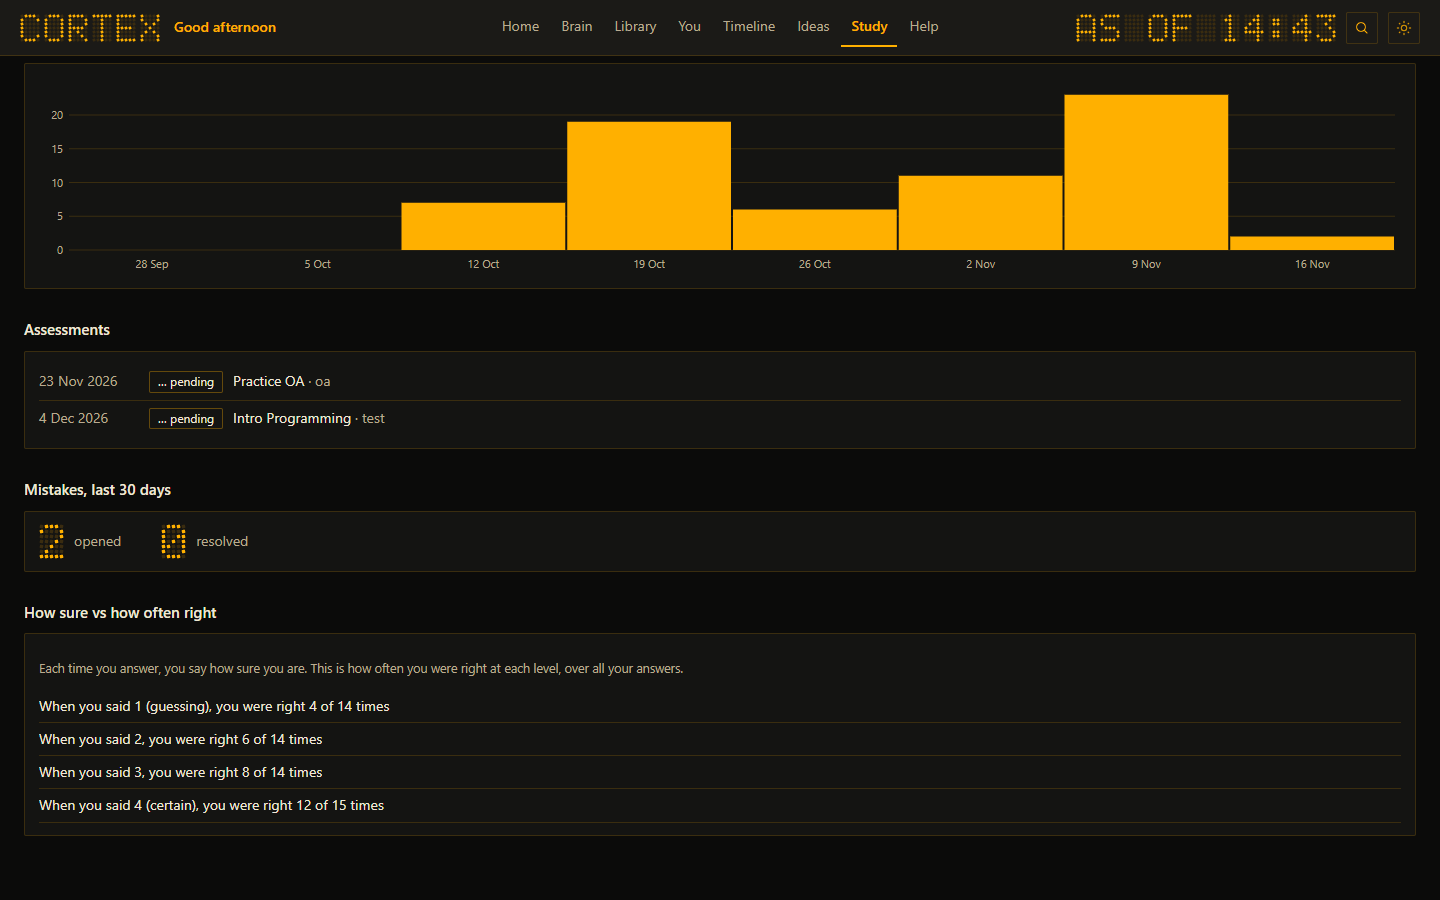 CORTEX Good afternoon Home Brain Library You Timeline Ideas Study Help AS OF 14:43
20
15
10
5
0
28 Sep 5 Oct 12 Oct 19 Oct 26 Oct 2 Nov 9 Nov 16 Nov
Assessments
23 Nov 2026 ... pending Practice OA · oa
4 Dec 2026 ... pending Intro Programming · test
Mistakes, last 30 days
2 opened 0 resolved
How sure vs how often right
Each time you answer, you say how sure you are. This is how often you were right at each level, over all your answers.
When you said 1 (guessing), you were right 4 of 14 times
When you said 2, you were right 6 of 14 times
When you said 3, you were right 8 of 14 times
When you said 4 (certain), you were right 12 of 15 times